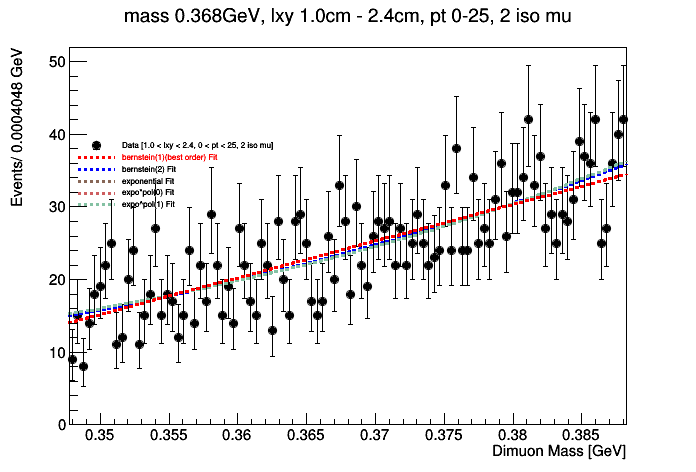 mass 0.368GeV, lxy 1.0cm - 2.4cm, pt 0-25, 2 iso mu
Events/ 0.0004048 GeV
50
40
30
20
10
0
Data [1.0 < lxy < 2.4, 0 < pt < 25, 2 iso mu]
bernstein(1)(best order) Fit
bernstein(2) Fit
exponential Fit
expo*pol(0) Fit
expo*pol(1) Fit
0.35 0.355 0.36 0.365 0.37 0.375 0.38 0.385
Dimuon Mass [GeV]